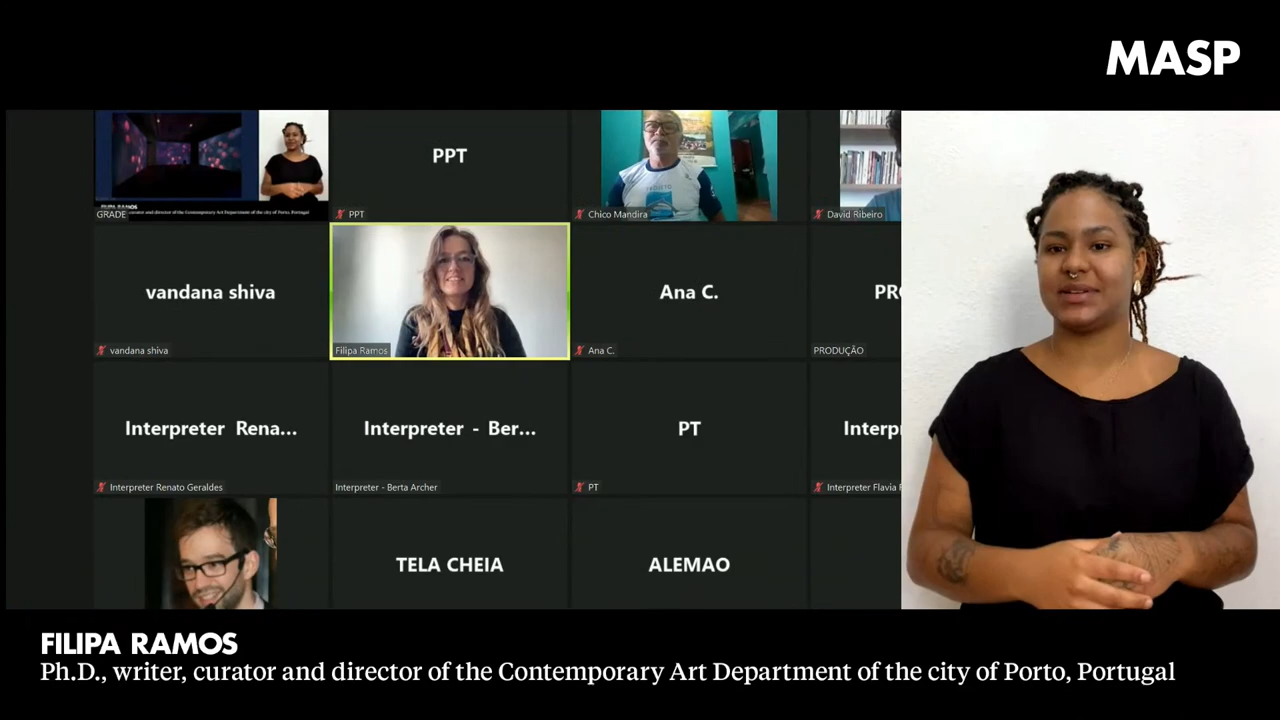 MASP
GRADE
PPT
PPT
Chico Mandira
David Ribeiro
vandana shiva
vandana shiva
Filipa Ramos
Ana C.
Ana C.
PRODUÇÃO
Interpreter Rena...
Interpreter Renato Geraldes
Interpreter - Ber...
Interpreter - Berta Archer
PT
PT
Interpreter Flavia
TELA CHEIA
ALEMAO
FILIPA RAMOS
Ph.D., writer, curator and director of the Contemporary Art Department of the city of Porto, Portugal